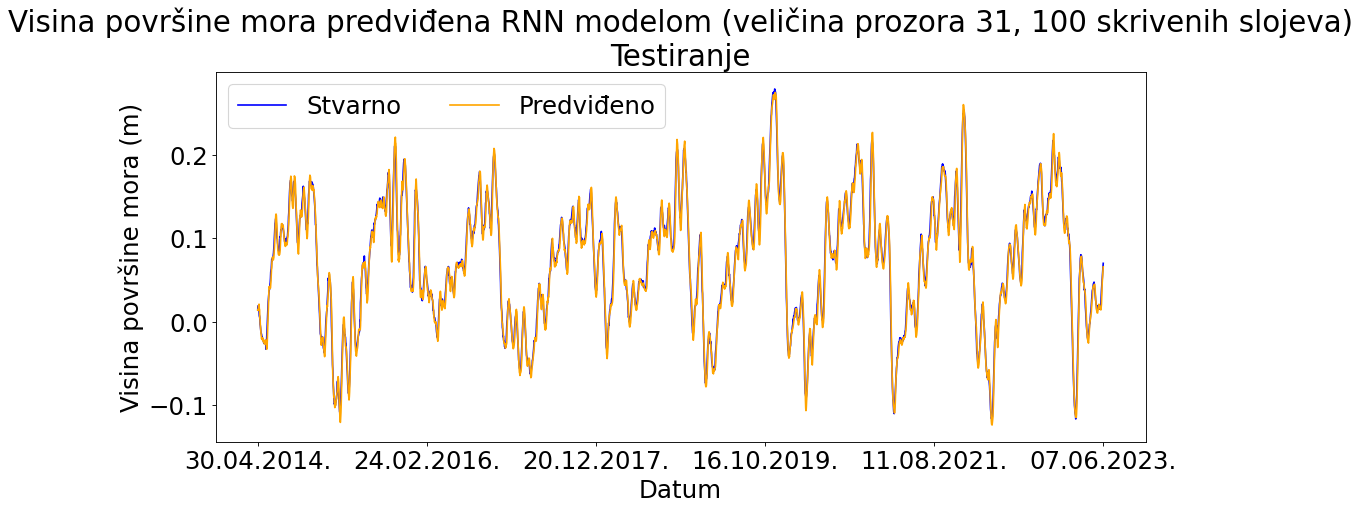 Visina površine mora predviđena RNN modelom (veličina prozora 31, 100 skrivenih slojeva)
Testiranje
Stvarno
Predviđeno
Visina površine mora (m)
0.2
0.1
0.0
−0.1
30.04.2014.
24.02.2016.
20.12.2017.
16.10.2019.
11.08.2021.
07.06.2023.
Datum